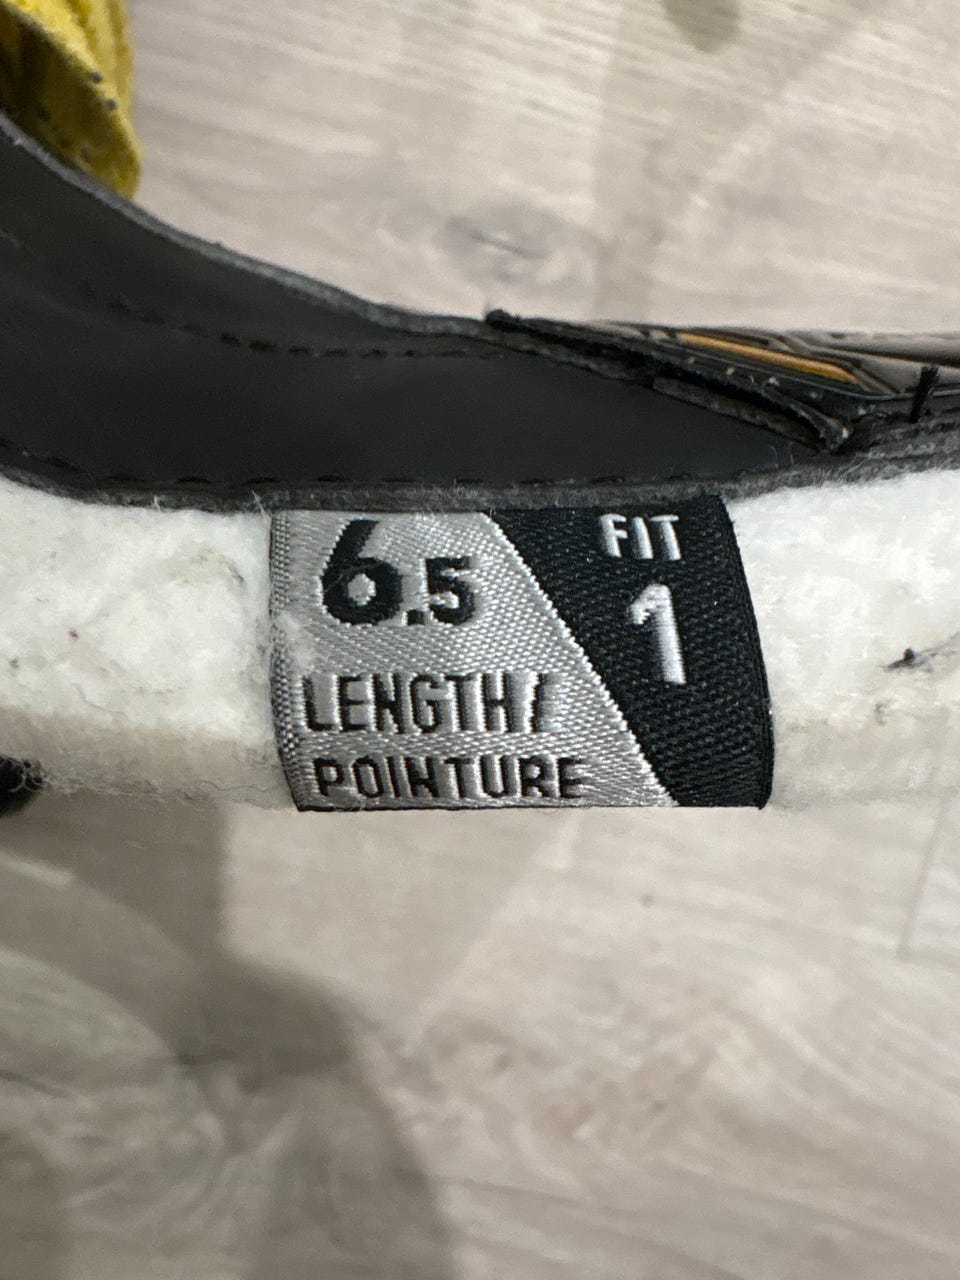 6.5
LENGTH/
POINTURE
FIT
1